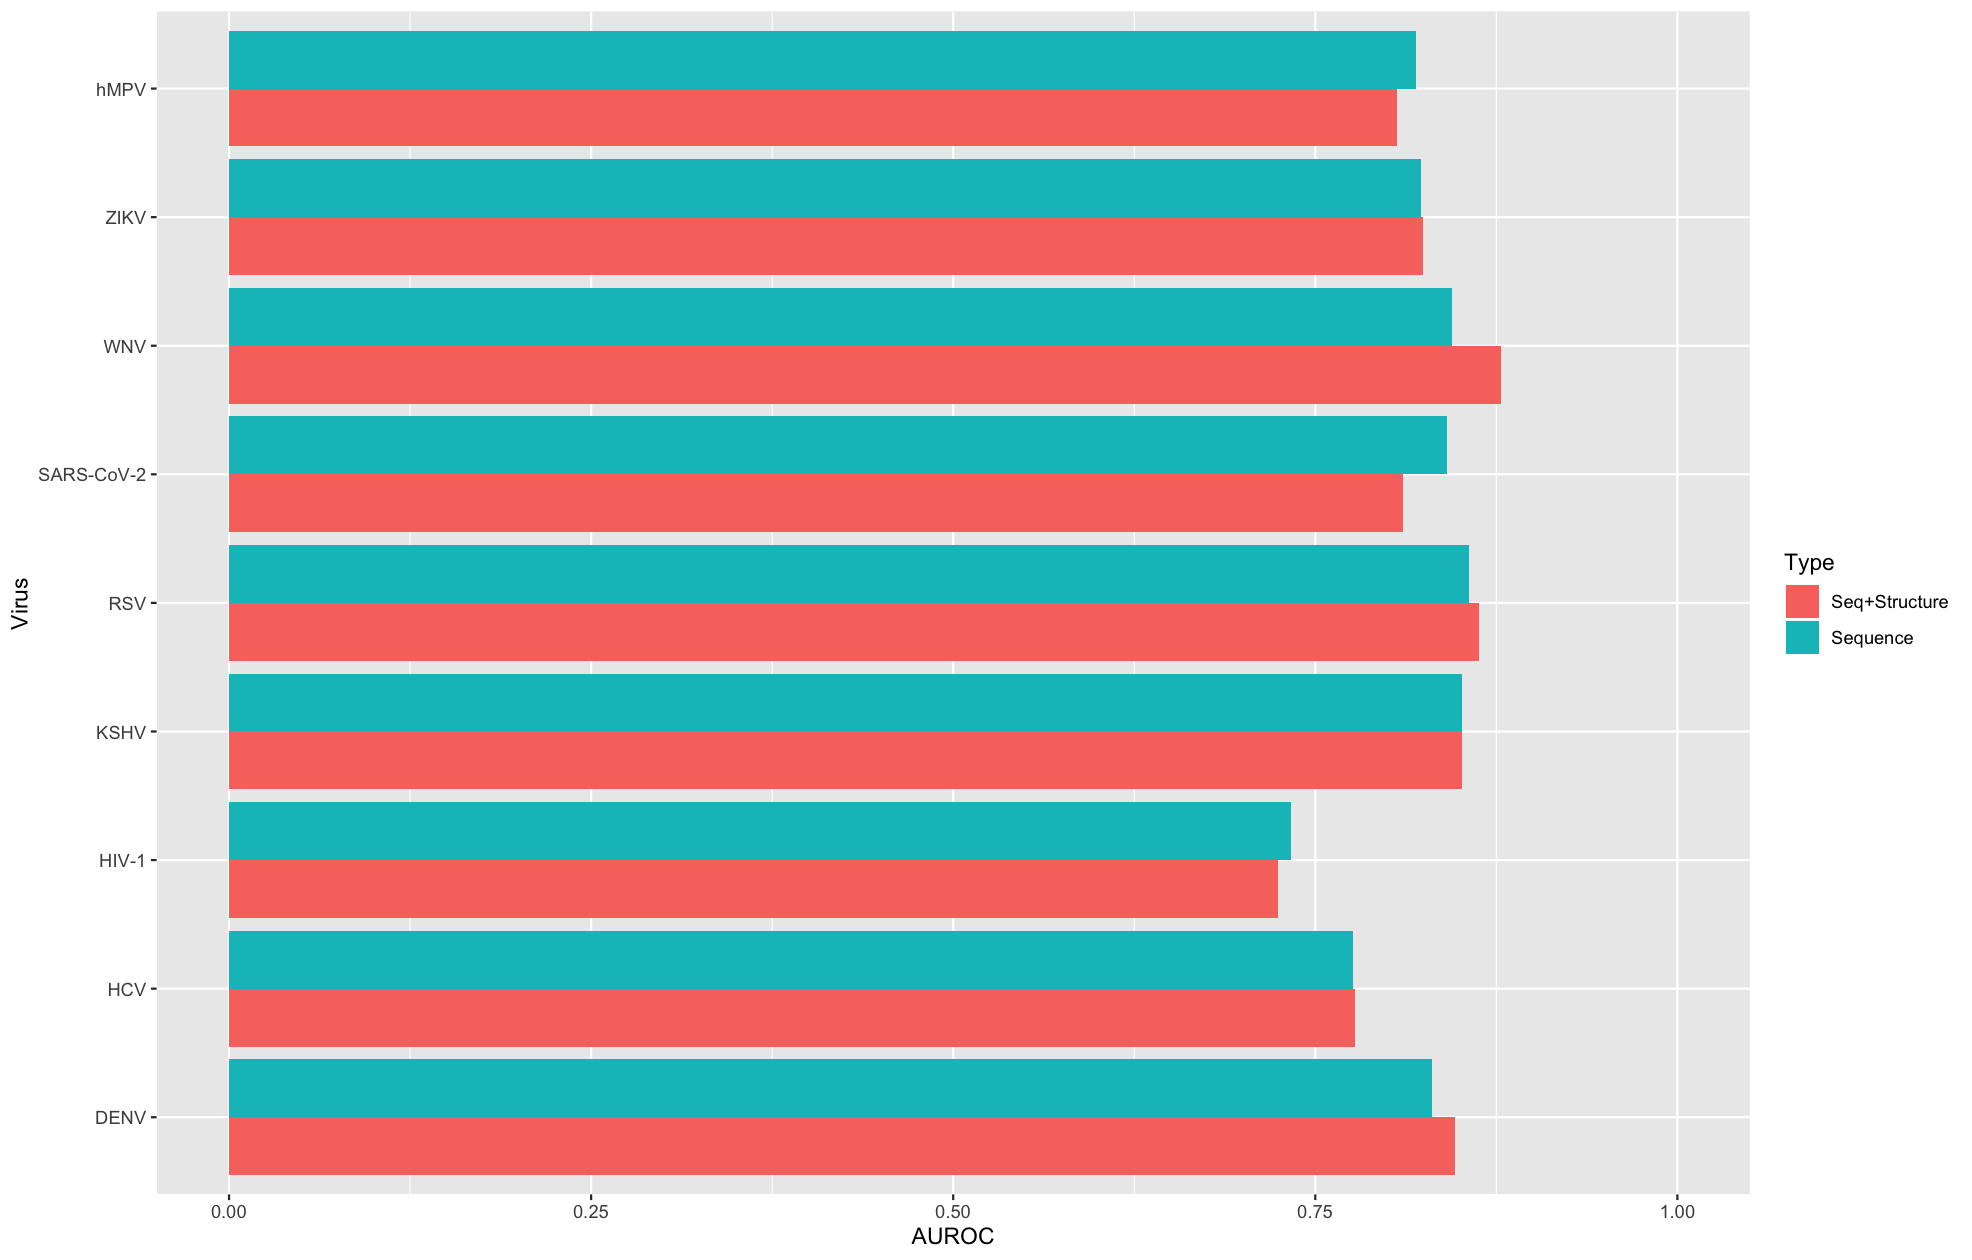 Virus
hMPV
ZIKV
WNV
SARS-CoV-2
RSV
KSHV
HIV-1
HCV
DENV
0.00 0.25 0.50 0.75 1.00
AUROC
Type
Seq+Structure
Sequence